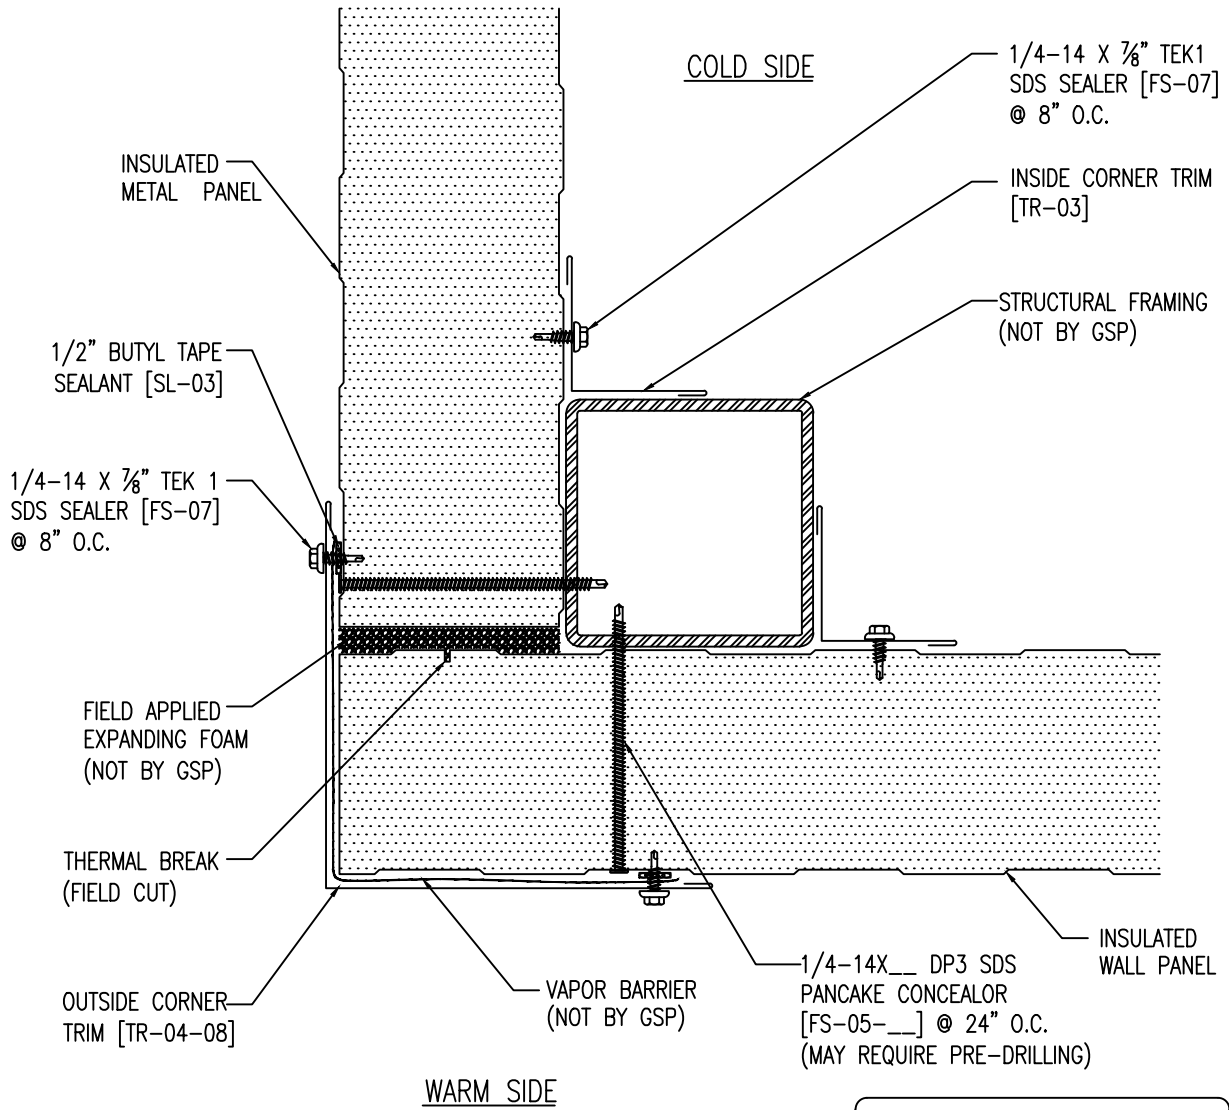 COLD SIDE
1/4-14 X ⅞" TEK1
SDS SEALER [FS-07]
@ 8" O.C.
INSULATED
METAL PANEL
INSIDE CORNER TRIM
[TR-03]
STRUCTURAL FRAMING
(NOT BY GSP)
1/2" BUTYL TAPE
SEALANT [SL-03]
1/4-14 X ⅞" TEK 1
SDS SEALER [FS-07]
@ 8" O.C.
FIELD APPLIED
EXPANDING FOAM
(NOT BY GSP)
THERMAL BREAK
(FIELD CUT)
OUTSIDE CORNER
TRIM [TR-04-08]
VAPOR BARRIER
(NOT BY GSP)
1/4-14X__ DP3 SDS
PANCAKE CONCEALOR
[FS-05-__] @ 24" O.C.
(MAY REQUIRE PRE-DRILLING)
INSULATED
WALL PANEL
WARM SIDE